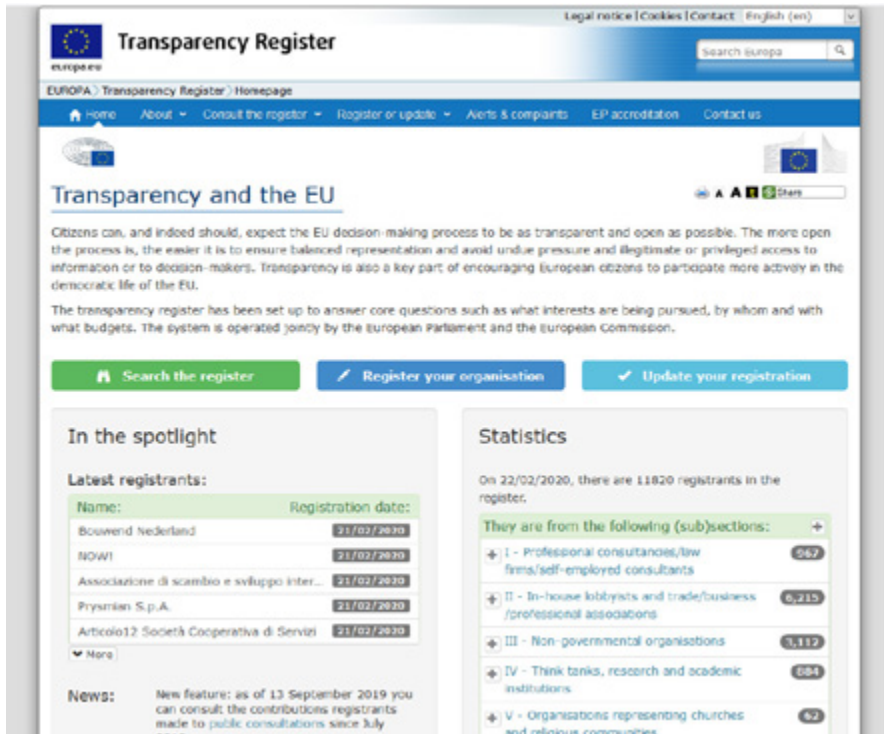 Legal notice | Cookies | Contact English (en)
Transparency Register
europa.eu
Search Europa
EUROPA > Transparency Register > Homepage
Home About Consult the register Register or update Alerts & complaints EP accreditation Contact us
Transparency and the EU
A A Share
Citizens can, and indeed should, expect the EU decision-making process to be as transparent and open as possible. The more open
the process is, the easier it is to ensure balanced representation and avoid undue pressure and illegitimate or privileged access to
information or to decision-makers. Transparency is also a key part of encouraging European citizens to participate more actively in the
democratic life of the EU.
The transparency register has been set up to answer core questions such as what interests are being pursued, by whom and with
what budgets. The system is operated jointly by the European Parliament and the European Commission.
Search the register Register your organisation Update your registration
In the spotlight
Latest registrants:
Name: Registration date:
Bouwend Nederland 21/02/2020
NOW! 21/02/2020
Associazione di scambio e sviluppo inter... 21/02/2020
Prysmian S.p.A. 21/02/2020
Articolo12 Società Cooperativa di Servizi 21/02/2020
More
News: New feature: as of 13 September 2019 you
can consult the contributions registrants
made to public consultations since July
Statistics
On 22/02/2020, there are 11820 registrants in the
register.
They are from the following (sub)sections: +
+ I - Professional consultancies/law 967
firms/self-employed consultants
+ II - In-house lobbyists and trade/business 6,215
/professional associations
+ III - Non-governmental organisations 3,112
+ IV - Think tanks, research and academic 884
institutions
+ V - Organisations representing churches 62
and religious communities